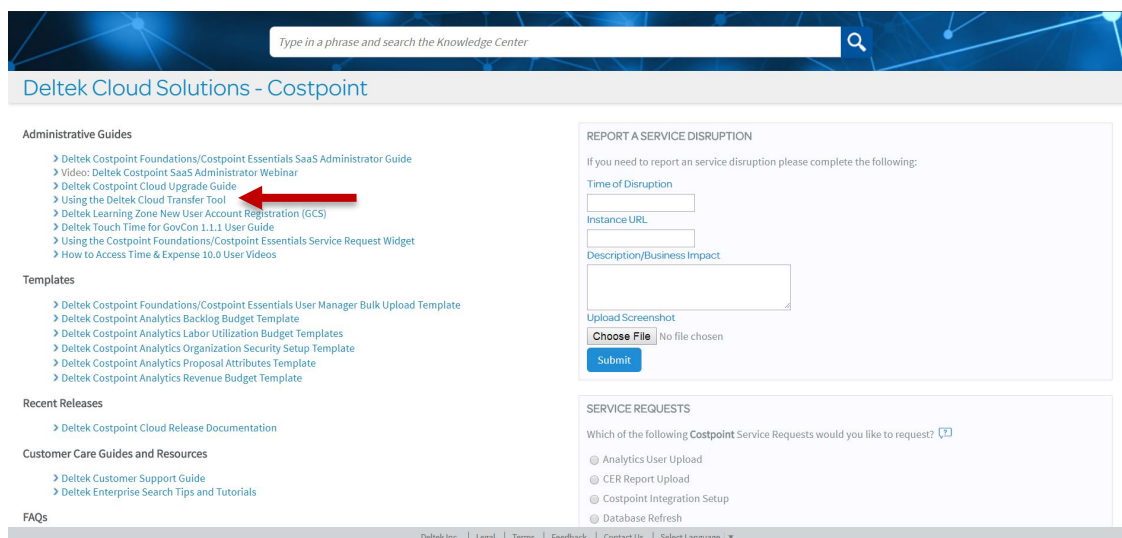 Type in a phrase and search the Knowledge Center
Deltek Cloud Solutions - Costpoint
Administrative Guides
Deltek Costpoint Foundations/Costpoint Essentials SaaS Administrator Guide
Video: Deltek Costpoint SaaS Administrator Webinar
Deltek Costpoint Cloud Upgrade Guide
Using the Deltek Cloud Transfer Tool
Deltek Learning Zone New User Account Registration (GCS)
Deltek Touch Time for GovCon 1.1.1 User Guide
Using the Costpoint Foundations/Costpoint Essentials Service Request Widget
How to Access Time & Expense 10.0 User Videos
Templates
Deltek Costpoint Foundations/Costpoint Essentials User Manager Bulk Upload Template
Deltek Costpoint Analytics Backlog Budget Template
Deltek Costpoint Analytics Labor Utilization Budget Templates
Deltek Costpoint Analytics Organization Security Setup Template
Deltek Costpoint Analytics Proposal Attributes Template
Deltek Costpoint Analytics Revenue Budget Template
Recent Releases
Deltek Costpoint Cloud Release Documentation
Customer Care Guides and Resources
Deltek Customer Support Guide
Deltek Enterprise Search Tips and Tutorials
FAQs
REPORT A SERVICE DISRUPTION
If you need to report an service disruption please complete the following:
Time of Disruption
Instance URL
Description/Business Impact
Upload Screenshot
Choose File No file chosen
Submit
SERVICE REQUESTS
Which of the following Costpoint Service Requests would you like to request? ?
Analytics User Upload
CER Report Upload
Costpoint Integration Setup
Database Refresh
Deltek Inc. | Legal | Terms | Feedback | Contact Us | Select Language ▼